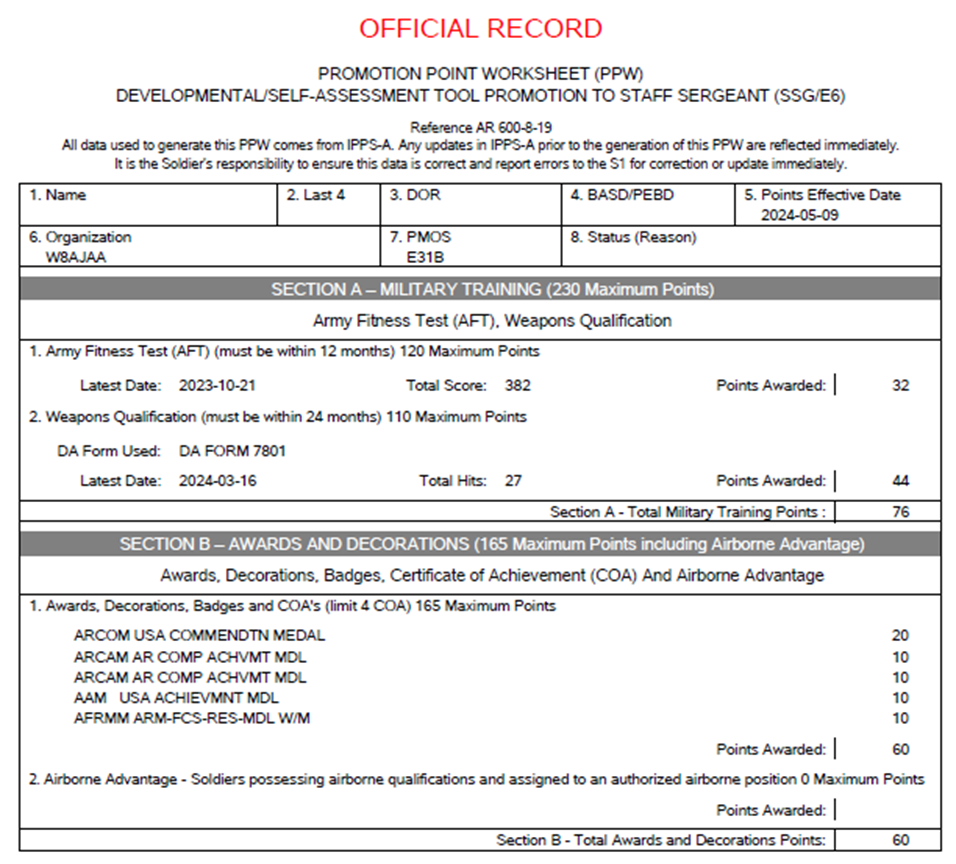 OFFICIAL RECORD
PROMOTION POINT WORKSHEET (PPW)
DEVELOPMENTAL/SELF-ASSESSMENT TOOL PROMOTION TO STAFF SERGEANT (SSG/E6)
Reference AR 600-8-19
All data used to generate this PPW comes from IPPS-A. Any updates in IPPS-A prior to the generation of this PPW are reflected immediately.
It is the Soldier's responsibility to ensure this data is correct and report errors to the S1 for correction or update immediately.
1. Name 2. Last 4 3. DOR 4. BASD/PEBD 5. Points Effective Date
2024-05-09
6. Organization 7. PMOS 8. Status (Reason)
W8AJAA E31B
SECTION A – MILITARY TRAINING (230 Maximum Points)
Army Fitness Test (AFT), Weapons Qualification
1. Army Fitness Test (AFT) (must be within 12 months) 120 Maximum Points
Latest Date: 2023-10-21 Total Score: 382 Points Awarded: 32
2. Weapons Qualification (must be within 24 months) 110 Maximum Points
DA Form Used: DA FORM 7801
Latest Date: 2024-03-16 Total Hits: 27 Points Awarded: 44
Section A - Total Military Training Points : 76
SECTION B – AWARDS AND DECORATIONS (165 Maximum Points including Airborne Advantage)
Awards, Decorations, Badges, Certificate of Achievement (COA) And Airborne Advantage
1. Awards, Decorations, Badges and COA's (limit 4 COA) 165 Maximum Points
ARCOM USA COMMENDTN MEDAL 20
ARCAM AR COMP ACHVMT MDL 10
ARCAM AR COMP ACHVMT MDL 10
AAM USA ACHIEVMNT MDL 10
AFRMM ARM-FCS-RES-MDL W/M 10
Points Awarded: 60
2. Airborne Advantage - Soldiers possessing airborne qualifications and assigned to an authorized airborne position 0 Maximum Points
Points Awarded:
Section B - Total Awards and Decorations Points: 60